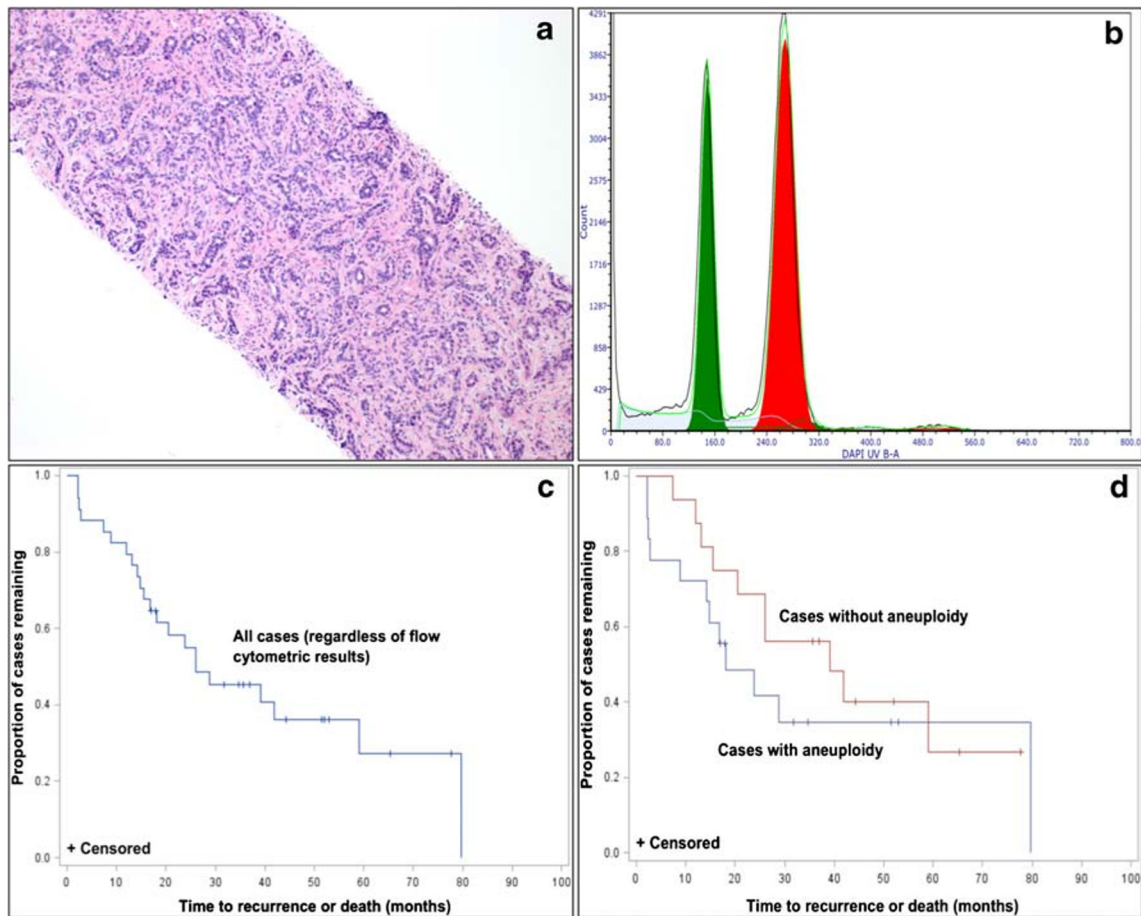 a
b
4291
3862
3433
3004
2575
2146
1716
1287
858
429
0
Count
0
80.0
160.0
240.0
320.0
400.0
480.0
560.0
640.0
720.0
800.0
DAPI UV B-A
c
1.0
0.8
0.6
0.4
0.2
0.0
Proportion of cases remaining
All cases (regardless of flow
cytometric results)
+ Censored
0 10 20 30 40 50 60 70 80 90 100
Time to recurrence or death (months)
d
1.0
0.8
0.6
0.4
0.2
0.0
Proportion of cases remaining
Cases without aneuploidy
Cases with aneuploidy
+ Censored
0 10 20 30 40 50 60 70 80 90 100
Time to recurrence or death (months)